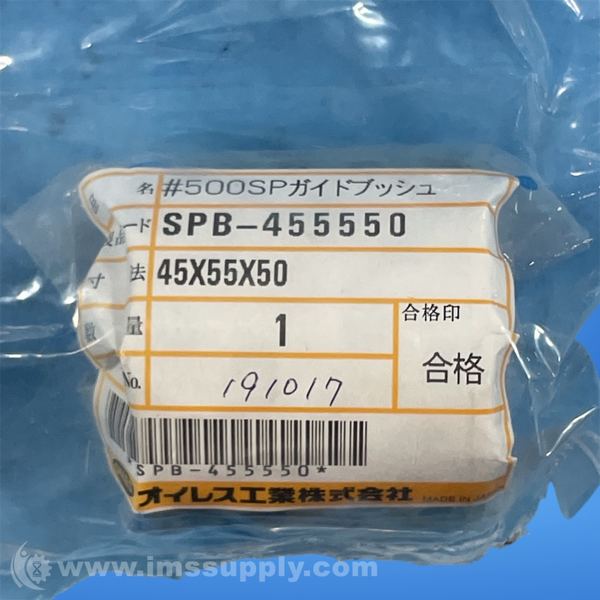 名 #500SPガイドブッシュ
ード SPB-455550
寸 法 45X55X50
数 量 1
合格印
合格
No. 191017
SPB-455550*
オイレス工業株式会社 MADE IN
www.imssupply.com